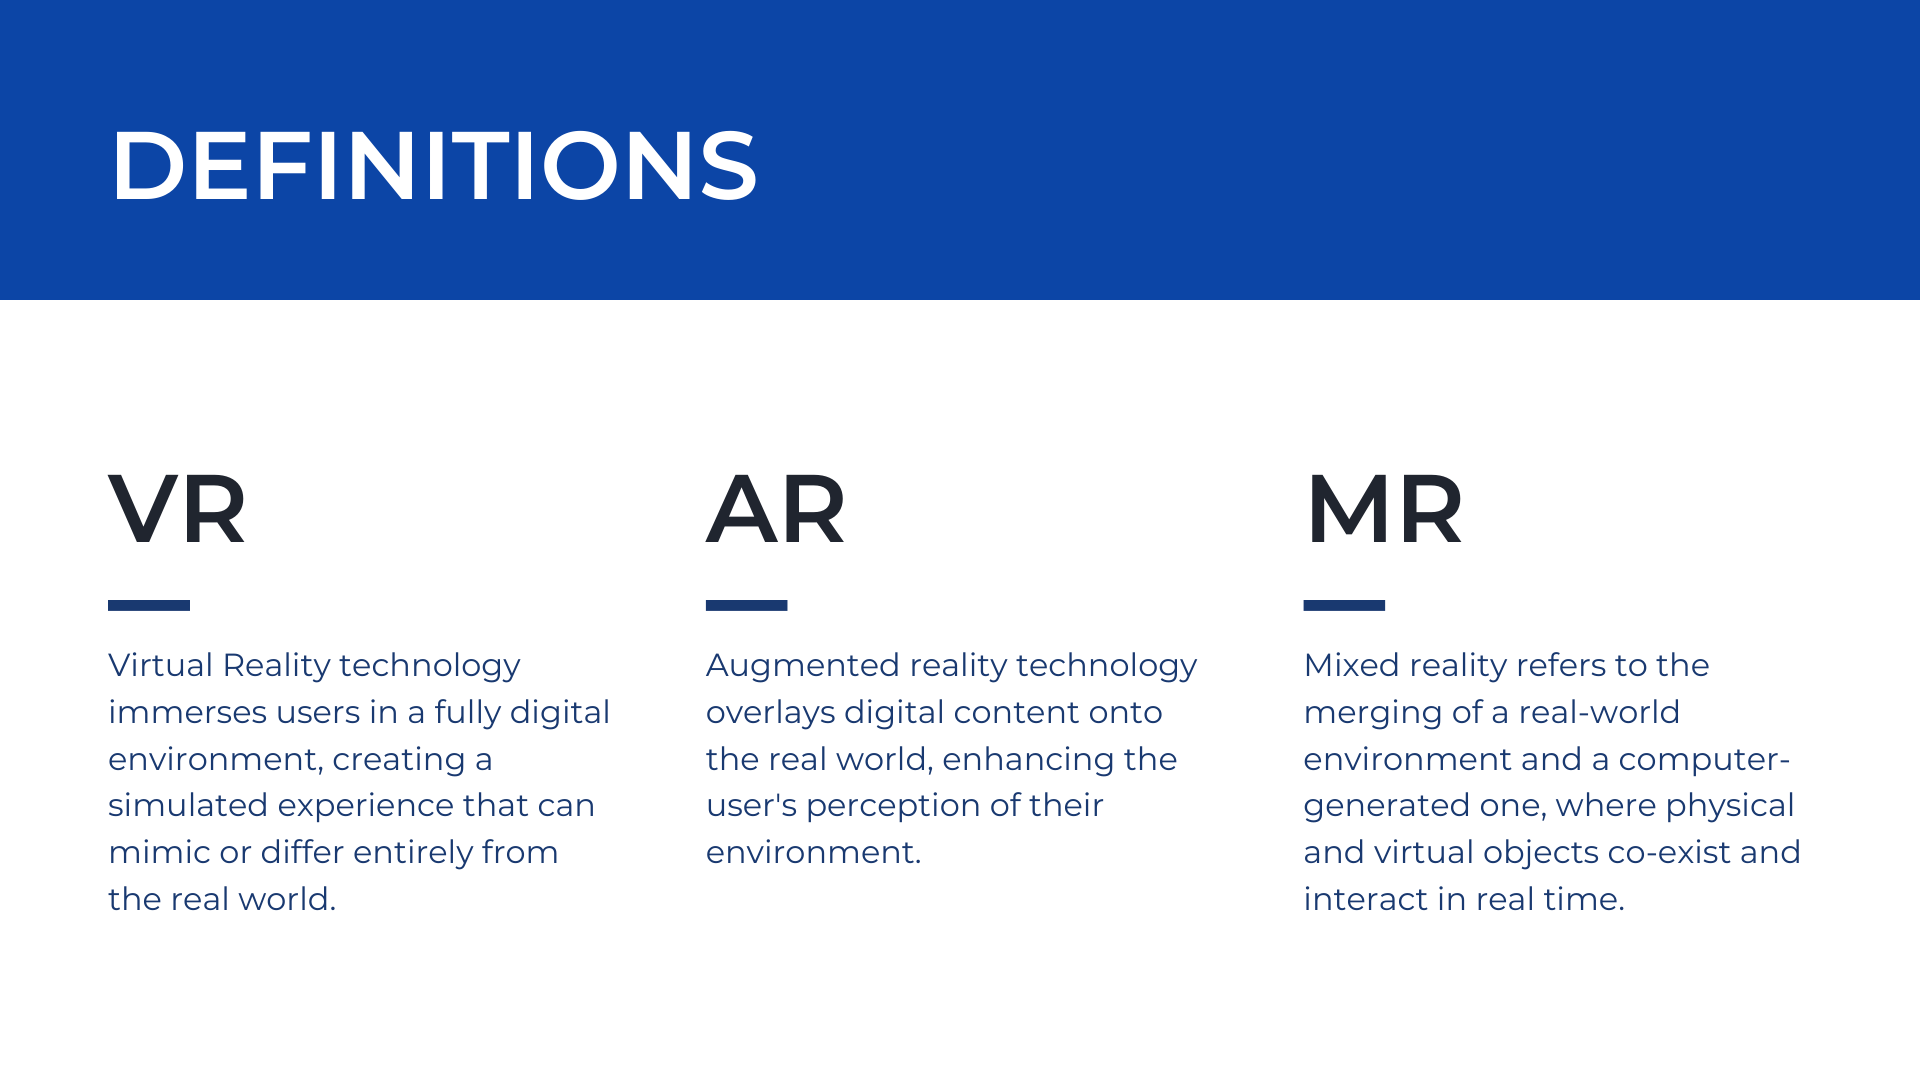 DEFINITIONS
VR
Virtual Reality technology
immerses users in a fully digital
environment, creating a
simulated experience that can
mimic or differ entirely from
the real world.
AR
Augmented reality technology
overlays digital content onto
the real world, enhancing the
user's perception of their
environment.
MR
Mixed reality refers to the
merging of a real-world
environment and a computer-
generated one, where physical
and virtual objects co-exist and
interact in real time.